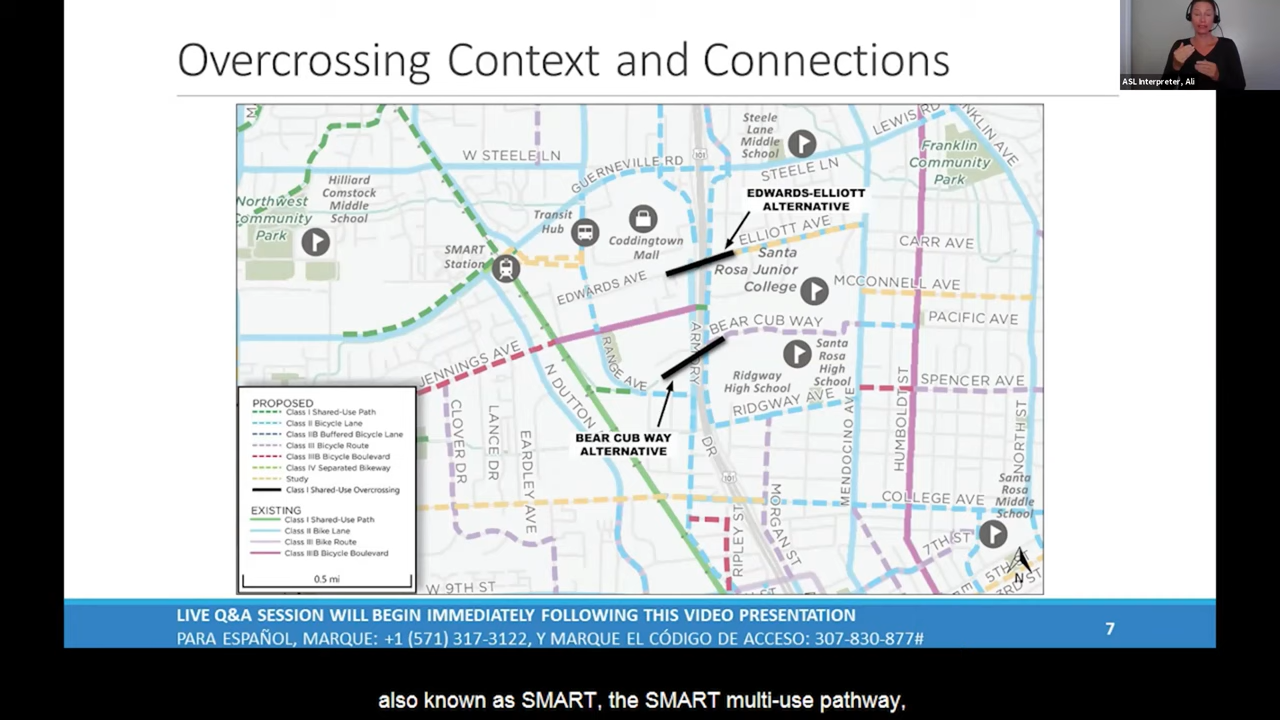 Overcrossing Context and Connections
ASL Interpreter, Ali
W STEELE LN
GUERNEVILLE RD
101
Steele
Lane
Middle
School
STEELE LN
LEWIS RD
Franklin
Community
Park
Hilliard
Comstock
Middle
School
Northwest
Community
Park
EDWARDS-ELLIOTT
ALTERNATIVE
Transit
Hub
Coddingtown
Mall
SMART
Station
ELLIOTT AVE
Santa
Rosa Junior
College
CARR AVE
MCCONNELL AVE
EDWARDS AVE
PACIFIC AVE
BEAR CUB WAY
ARMORY
DR
JENNINGS AVE
RANGE AVE
N DUTTON
Santa
Rosa
High
School
Ridgway
High School
RIDGWAY AVE
SPENCER AVE
HUMBOLDT ST
MENDOCINO AVE
NORTH ST
BEAR CUB WAY
ALTERNATIVE
CLOVER DR
LANCE DR
EARDLEY AVE
101
COLLEGE AVE
Santa
Rosa
Middle
School
RIPLEY ST
MORGAN ST
7TH ST
5TH ST
3RD ST
W 9TH ST
N
PROPOSED
Class I Shared-Use Path
Class II Bicycle Lane
Class IIB Buffered Bicycle Lane
Class III Bicycle Route
Class IIIB Bicycle Boulevard
Class IV Separated Bikeway
Study
Class I Shared-Use Overcrossing
EXISTING
Class I Shared-Use Path
Class II Bike Lane
Class III Bike Route
Class IIIB Bicycle Boulevard
0.5 mi
LIVE Q&A SESSION WILL BEGIN IMMEDIATELY FOLLOWING THIS VIDEO PRESENTATION
PARA ESPAÑOL, MARQUE: +1 (571) 317-3122, Y MARQUE EL CÓDIGO DE ACCESO: 307-830-877#
7
also known as SMART, the SMART multi-use pathway,